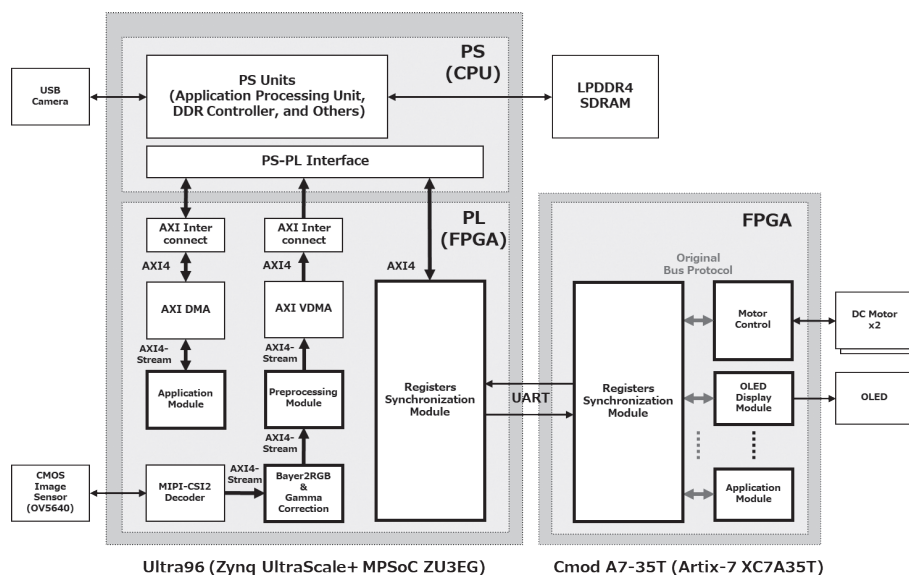 PS
(CPU)
USB
Camera
PS Units
(Application Processing Unit,
DDR Controller, and Others)
LPDDR4
SDRAM
PS-PL Interface
PL
(FPGA)
AXI Inter
connect
AXI Inter
connect
AXI4
AXI4
AXI4
AXI DMA
AXI VDMA
AXI4-
Stream
AXI4-
Stream
Application
Module
Preprocessing
Module
Registers
Synchronization
Module
AXI4-
Stream
CMOS
Image
Sensor
(OV5640)
MIPI-CSI2
Decoder
AXI4-
Stream
Bayer2RGB
&
Gamma
Correction
UART
FPGA
Original
Bus Protocol
Registers
Synchronization
Module
Motor
Control
DC Motor
x2
OLED
Display
Module
OLED
Application
Module
Ultra96 (Zynq UltraScale+ MPSoC ZU3EG)
Cmod A7-35T (Artix-7 XC7A35T)